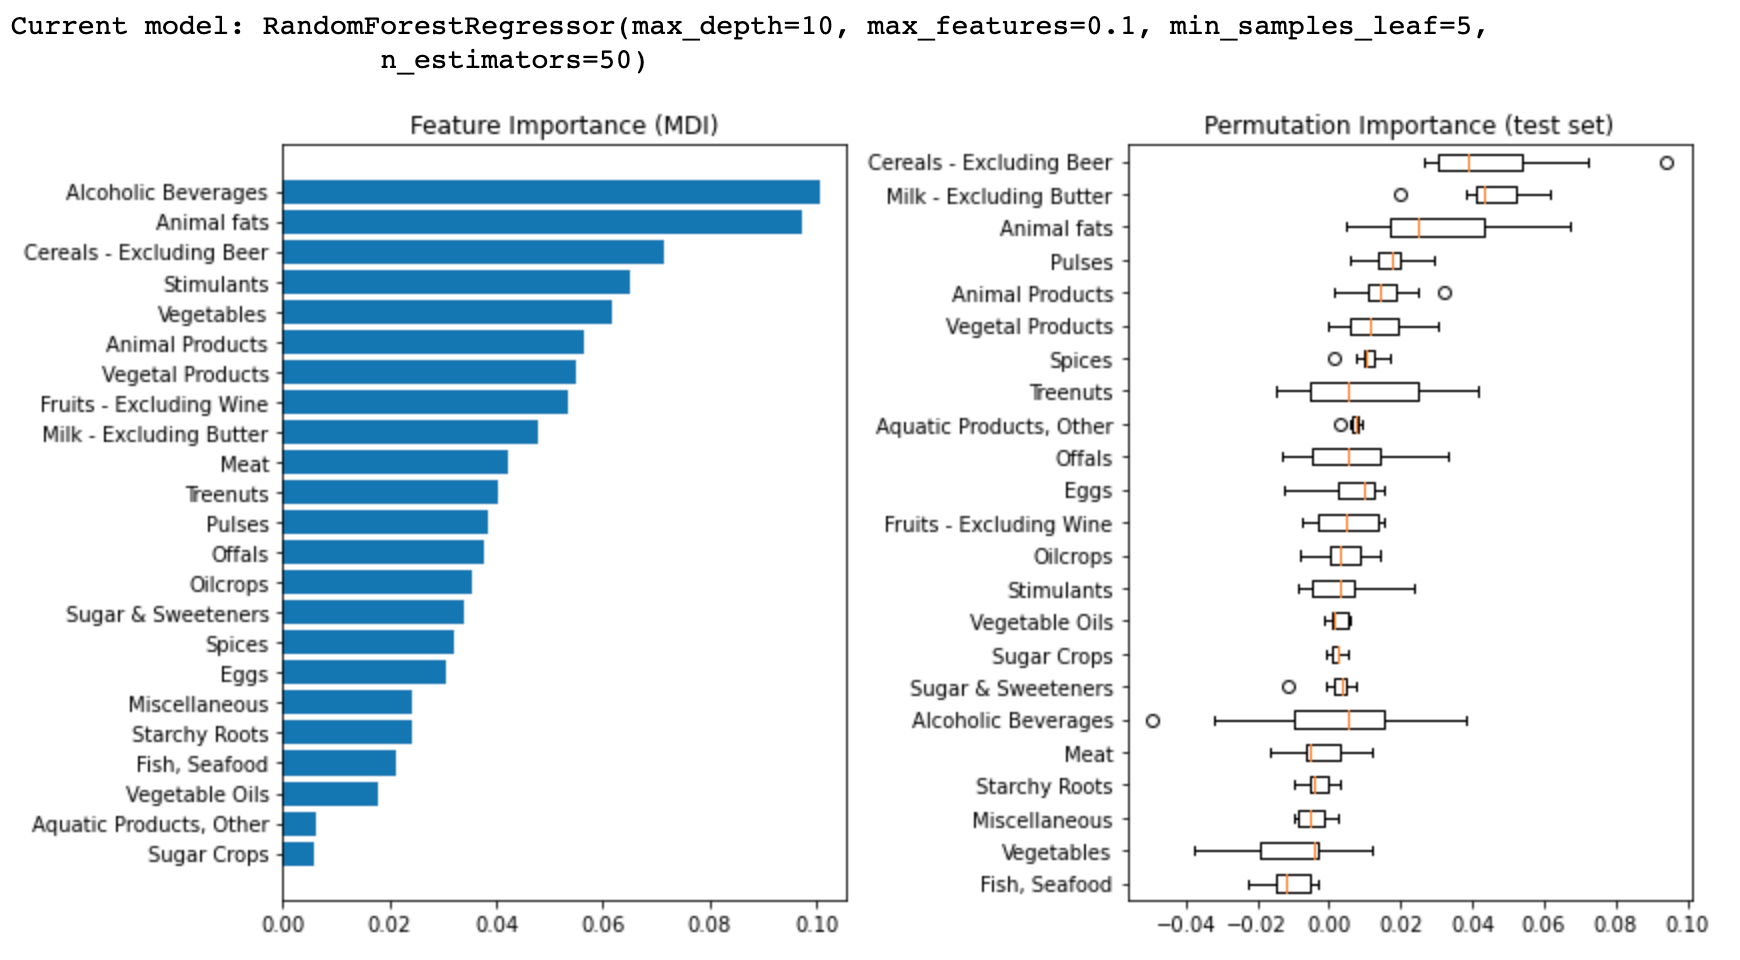 Current model: RandomForestRegressor(max_depth=10, max_features=0.1, min_samples_leaf=5,
n_estimators=50)
Feature Importance (MDI)
Alcoholic Beverages
Animal fats
Cereals - Excluding Beer
Stimulants
Vegetables
Animal Products
Vegetal Products
Fruits - Excluding Wine
Milk - Excluding Butter
Meat
Treenuts
Pulses
Offals
Oilcrops
Sugar & Sweeteners
Spices
Eggs
Miscellaneous
Starchy Roots
Fish, Seafood
Vegetable Oils
Aquatic Products, Other
Sugar Crops
0.00 0.02 0.04 0.06 0.08 0.10
Permutation Importance (test set)
Cereals - Excluding Beer
Milk - Excluding Butter
Animal fats
Pulses
Animal Products
Vegetal Products
Spices
Treenuts
Aquatic Products, Other
Offals
Eggs
Fruits - Excluding Wine
Oilcrops
Stimulants
Vegetable Oils
Sugar Crops
Sugar & Sweeteners
Alcoholic Beverages
Meat
Starchy Roots
Miscellaneous
Vegetables
Fish, Seafood
−0.04 −0.02 0.00 0.02 0.04 0.06 0.08 0.10